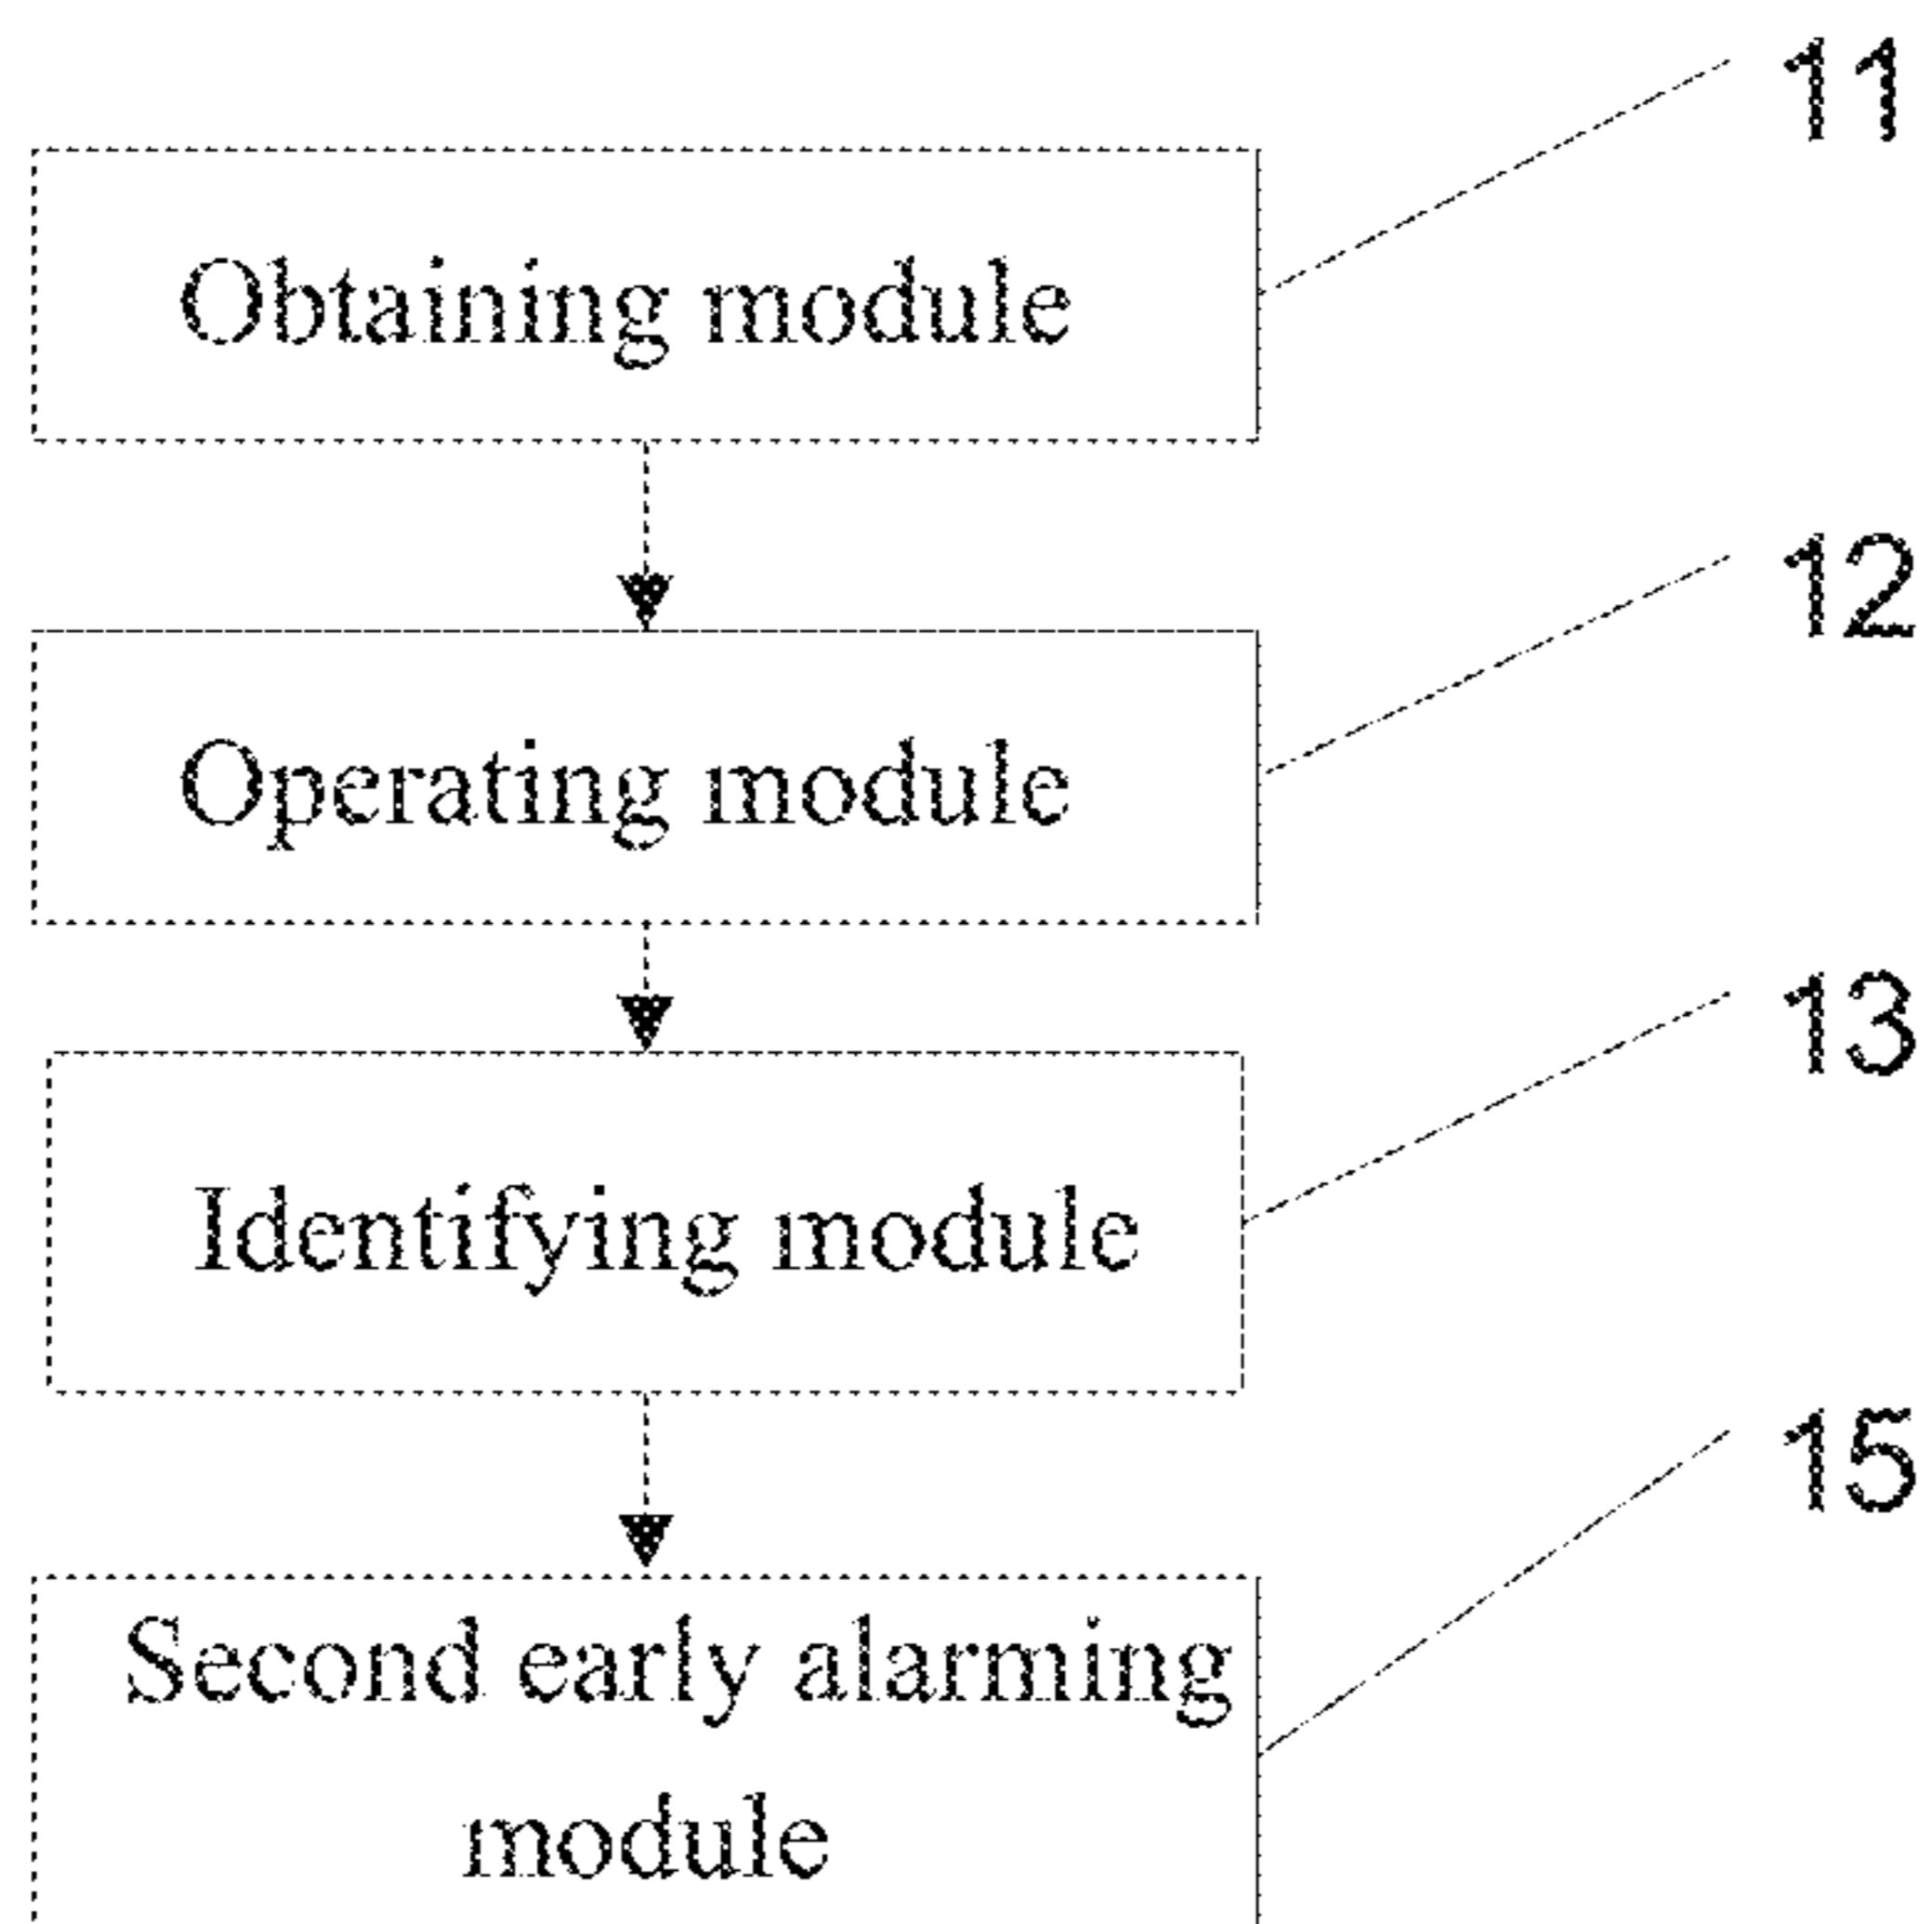 11
Obtaining module
12
Operating module
13
Identifying module
15
Second early alarming
module